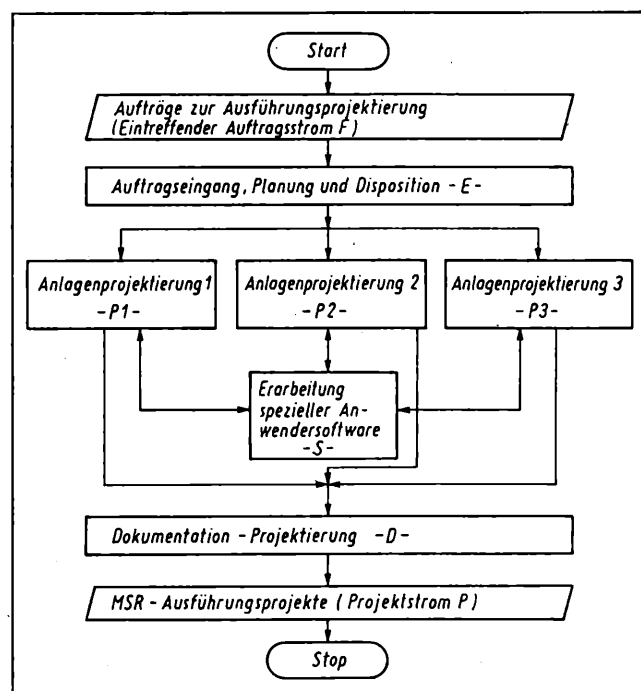 Start
Aufträge zur Ausführungsprojektierung
(Eintreffender Auftragsstrom F)
Auftragseingang, Planung und Disposition - E -
Anlagenprojektierung 1
- P1 -
Anlagenprojektierung 2
- P2 -
Anlagenprojektierung 3
- P3 -
Erarbeitung
spezieller An-
wendersoftware
- S -
Dokumentation - Projektierung - D -
MSR - Ausführungsprojekte ( Projektstrom P )
Stop